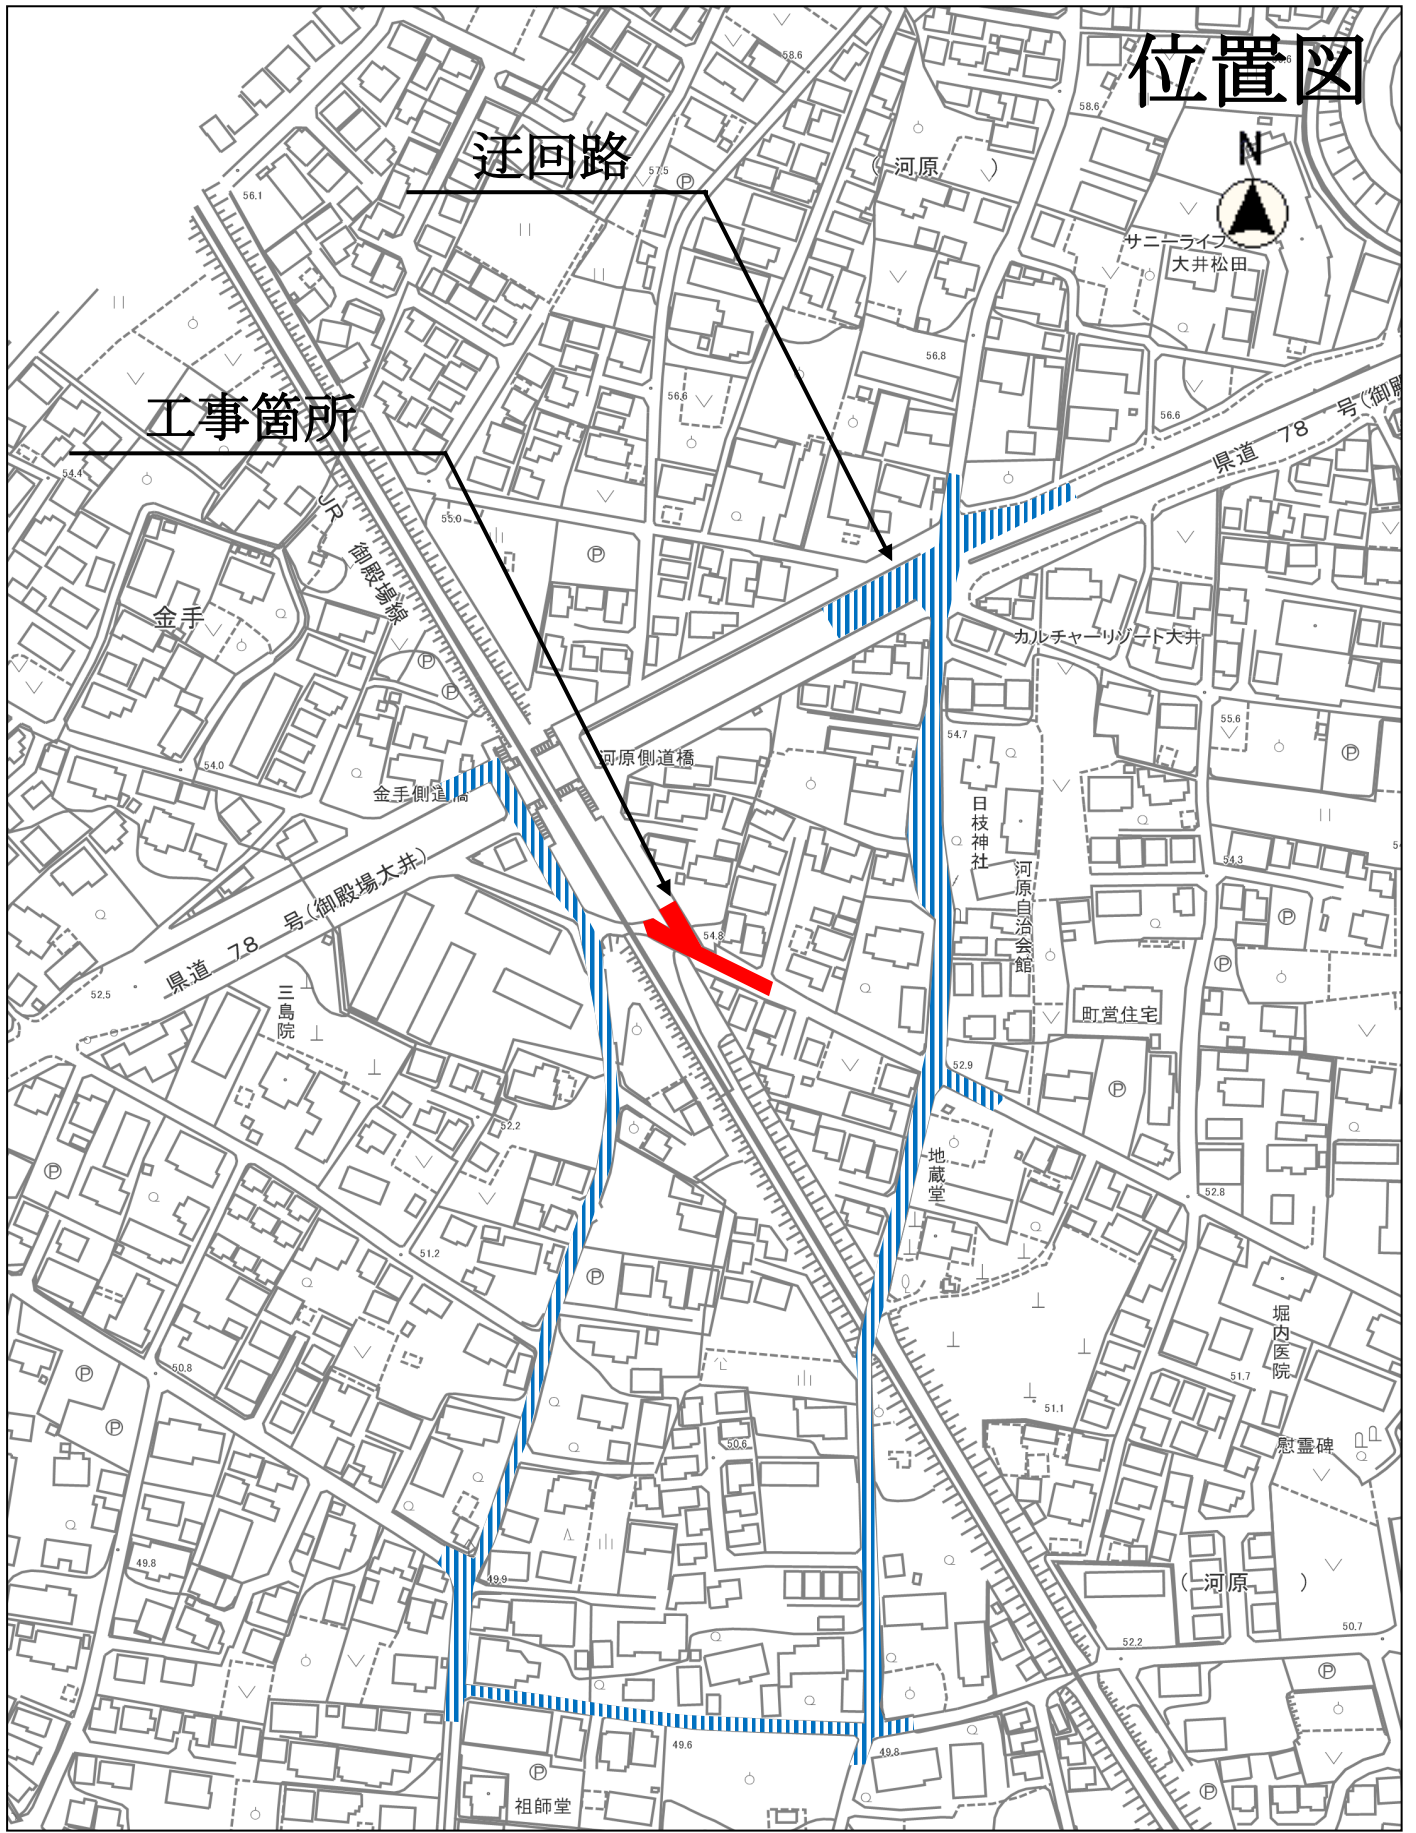 位置図
58.6
58.6
迂回路
57.5
Ⓟ
（河原　　）
N
56.1
サニーライフ
大井松田
56.8
56.6
56.6
工事箇所
県道　78　号（御殿
54.4
55.0
JR　御殿場線
Ⓟ
金手
カルチャーリゾート大井
Ⓟ
Ⓟ
55.6
54.7
Ⓟ
河原側道橋
54.0
金手側道橋
日枝神社
河原自治会館
54.3
県道　78　号（御殿場大井）
Ⓟ
54.8
Ⓟ
52.5
三島院
町営住宅
52.9
Ⓟ
52.2
地蔵堂
Ⓟ
52.8
51.2
Ⓟ
堀内医院
50.8
Ⓟ
51.7
51.1
Ⓟ
50.6
慰霊碑
49.8
49.9
（河原　　）
50.7
52.2
Ⓟ
49.6
49.8
Ⓟ
Ⓟ
祖師堂